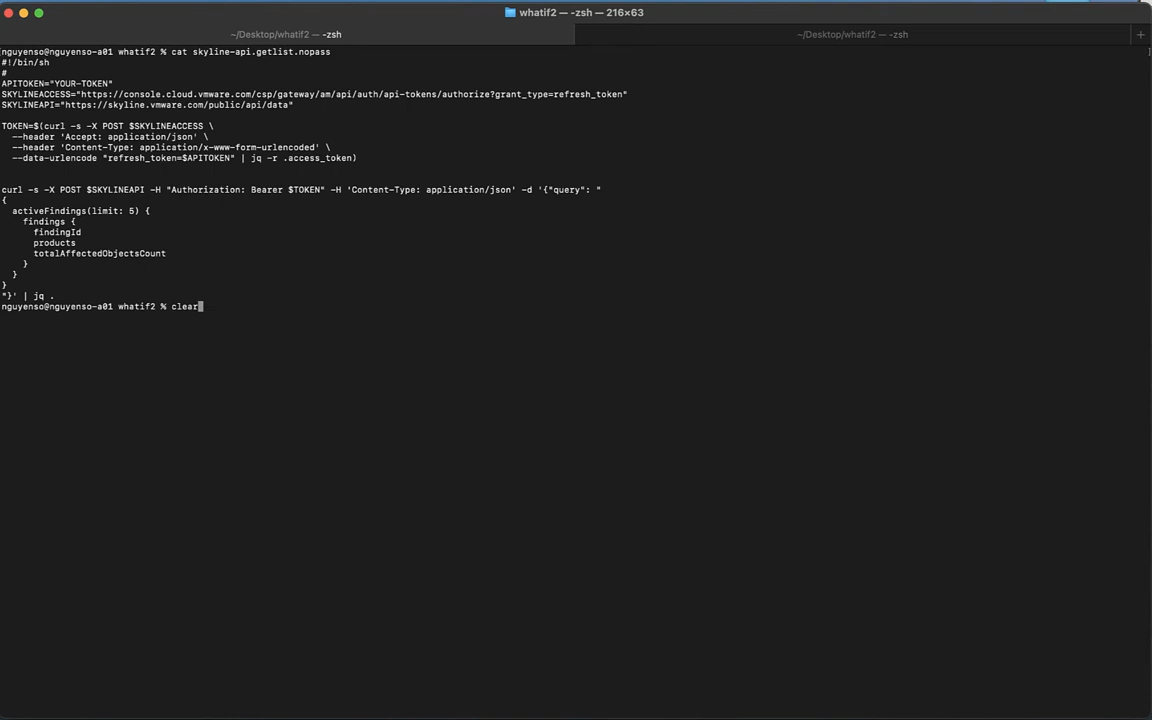 whatif2 — -zsh — 216×63
~/Desktop/whatif2 — -zsh
~/Desktop/whatif2 — -zsh
+
[nguyenso@nguyenso-a01 whatif2 % cat skyline-api.getlist.nopass ]
#!/bin/sh
#
APITOKEN="YOUR-TOKEN"
SKYLINEACCESS="https://console.cloud.vmware.com/csp/gateway/am/api/auth/api-tokens/authorize?grant_type=refresh_token"
SKYLINEAPI="https://skyline.vmware.com/public/api/data"
TOKEN=$(curl -s -X POST $SKYLINEACCESS \
  --header 'Accept: application/json' \
  --header 'Content-Type: application/x-www-form-urlencoded' \
  --data-urlencode "refresh_token=$APITOKEN" | jq -r .access_token)
curl -s -X POST $SKYLINEAPI -H "Authorization: Bearer $TOKEN" -H 'Content-Type: application/json' -d '{"query": "
{
  activeFindings(limit: 5) {
    findings {
      findingId
      products
      totalAffectedObjectsCount
    }
  }
}
"}' | jq .
nguyenso@nguyenso-a01 whatif2 % clear